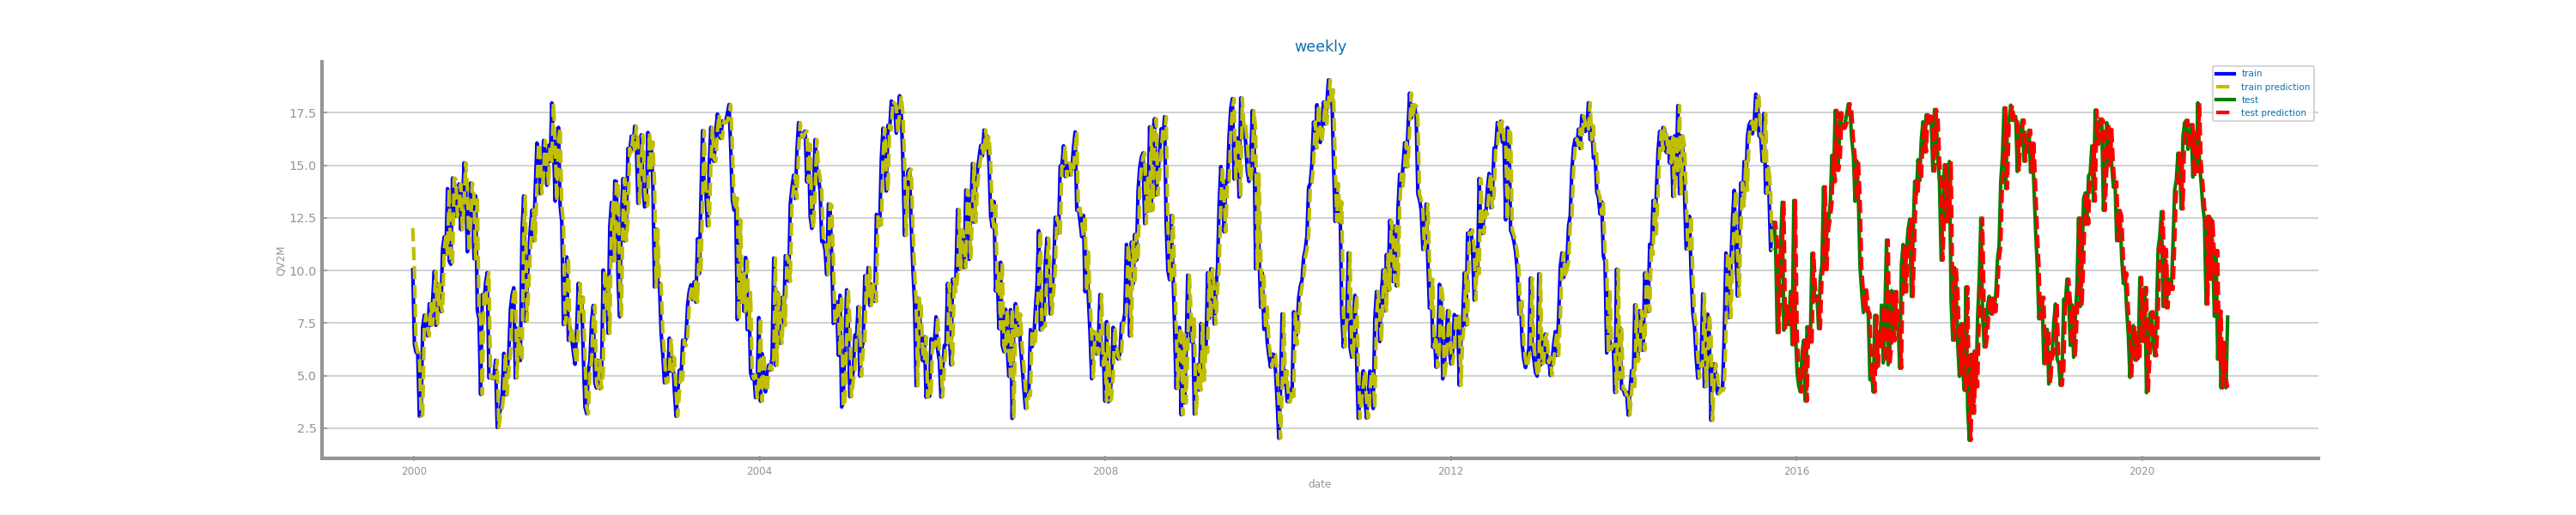 weekly
train
train prediction
test
test prediction
17.5
15.0
12.5
10.0
7.5
5.0
2.5
QV2M
2000 2004 2008 2012 2016 2020
date